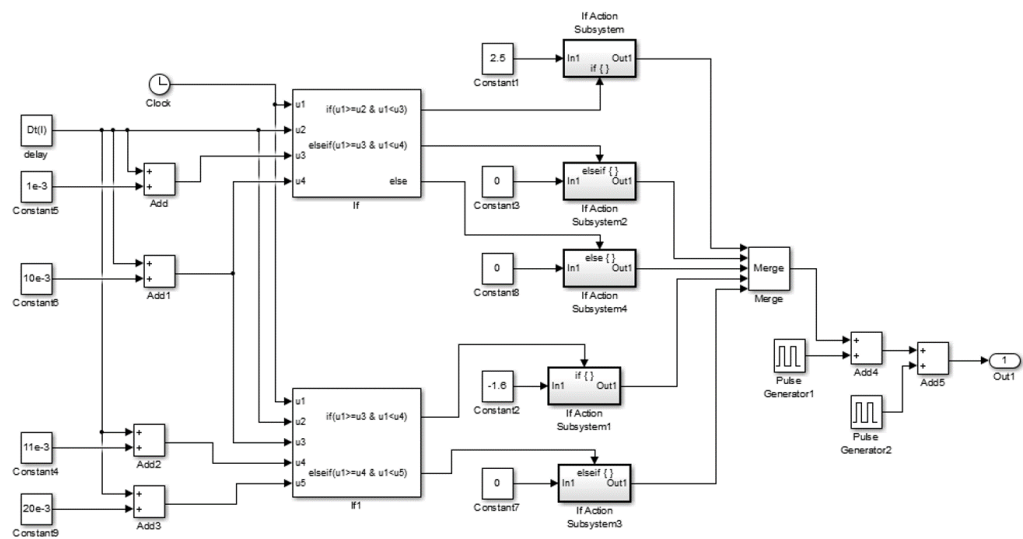 If Action
Subsystem
2.5
Constant1
In1
Out1
if { }
Clock
u1
u2
u3
u4
if(u1>=u2 & u1<u3)
elseif(u1>=u3 & u1<u4)
else
If
Dt(I)
delay
1e-3
Constant5
Add
0
Constant3
elseif { }
In1
Out1
If Action
Subsystem2
10e-3
Constant6
Add1
0
Constant8
else { }
In1
Out1
If Action
Subsystem4
Merge
Merge
Pulse
Generator1
Add4
Add5
1
Out1
Pulse
Generator2
-1.6
Constant2
if { }
In1
Out1
If Action
Subsystem1
u1
u2
u3
u4
u5
if(u1>=u3 & u1<u4)
elseif(u1>=u4 & u1<u5)
If1
11e-3
Constant4
Add2
20e-3
Constant9
Add3
0
Constant7
elseif { }
In1
Out1
If Action
Subsystem3